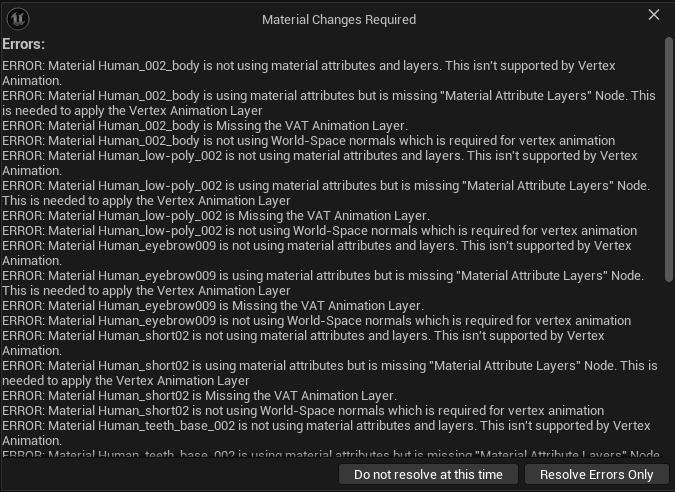 Material Changes Required
Errors:
ERROR: Material Human_002_body is not using material attributes and layers. This isn't supported by Vertex
Animation.
ERROR: Material Human_002_body is using material attributes but is missing "Material Attribute Layers" Node. This
is needed to apply the Vertex Animation Layer
ERROR: Material Human_002_body is Missing the VAT Animation Layer.
ERROR: Material Human_002_body is not using World-Space normals which is required for vertex animation
ERROR: Material Human_low-poly_002 is not using material attributes and layers. This isn't supported by Vertex
Animation.
ERROR: Material Human_low-poly_002 is using material attributes but is missing "Material Attribute Layers" Node.
This is needed to apply the Vertex Animation Layer
ERROR: Material Human_low-poly_002 is Missing the VAT Animation Layer.
ERROR: Material Human_low-poly_002 is not using World-Space normals which is required for vertex animation
ERROR: Material Human_eyebrow009 is not using material attributes and layers. This isn't supported by Vertex
Animation.
ERROR: Material Human_eyebrow009 is using material attributes but is missing "Material Attribute Layers" Node.
This is needed to apply the Vertex Animation Layer
ERROR: Material Human_eyebrow009 is Missing the VAT Animation Layer.
ERROR: Material Human_eyebrow009 is not using World-Space normals which is required for vertex animation
ERROR: Material Human_short02 is not using material attributes and layers. This isn't supported by Vertex
Animation.
ERROR: Material Human_short02 is using material attributes but is missing "Material Attribute Layers" Node. This is
needed to apply the Vertex Animation Layer
ERROR: Material Human_short02 is Missing the VAT Animation Layer.
ERROR: Material Human_short02 is not using World-Space normals which is required for vertex animation
ERROR: Material Human_teeth_base_002 is not using material attributes and layers. This isn't supported by Vertex
Animation.
ERROR: Material Human_teeth_base_002 is using material attributes but is missing "Material Attribute Layers" Node
Do not resolve at this time
Resolve Errors Only